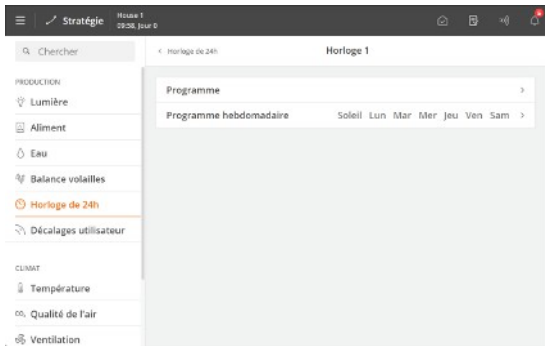 Stratégie
House 1
09:58, Jour 0
Chercher
< Horloge de 24h
Horloge 1
PRODUCTION
Lumière
Aliment
Eau
Balance volailles
Horloge de 24h
Décalages utilisateur
CLIMAT
Température
Qualité de l'air
Ventilation
Programme >
Programme hebdomadaire Soleil Lun Mar Mer Jeu Ven Sam >